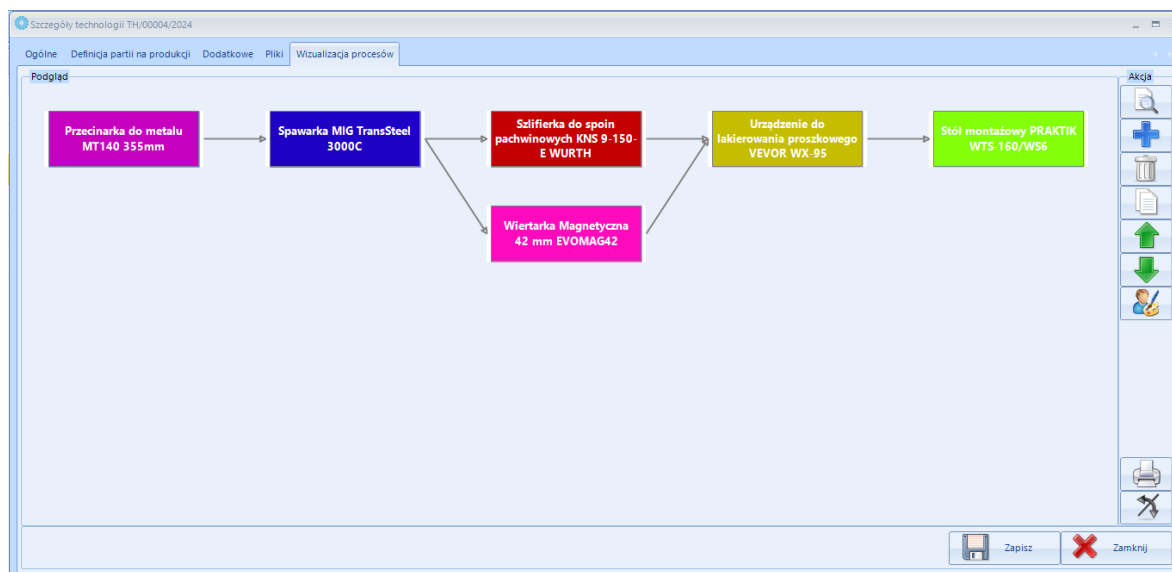 Szczegóły technologii TH/00004/2024
Ogólne Definicja partii na produkcji Dodatkowe Pliki Wizualizacja procesów
Podgląd
Akcja
Przecinarka do metalu
MT140 355mm
Spawarka MIG TransSteel
3000C
Szlifierka do spoin
pachwinowych KNS 9-150-
E WURTH
Urządzenie do
lakierowania proszkowego
VEVOR WX-95
Stół montażowy PRAKTIK
WTS-160/WS6
Wiertarka Magnetyczna
42 mm EVOMAG42
Zapisz
Zamknij